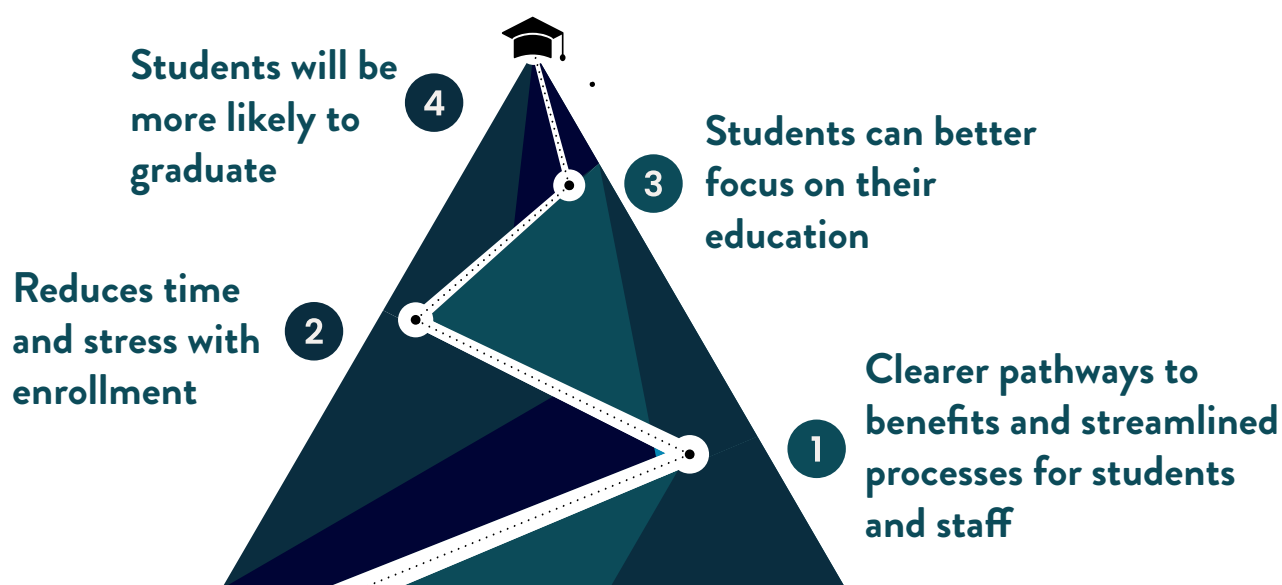 Students will be
more likely to
graduate
4
3
Students can better
focus on their
education
Reduces time
and stress with
enrollment
2
1
Clearer pathways to
benefits and streamlined
processes for students
and staff